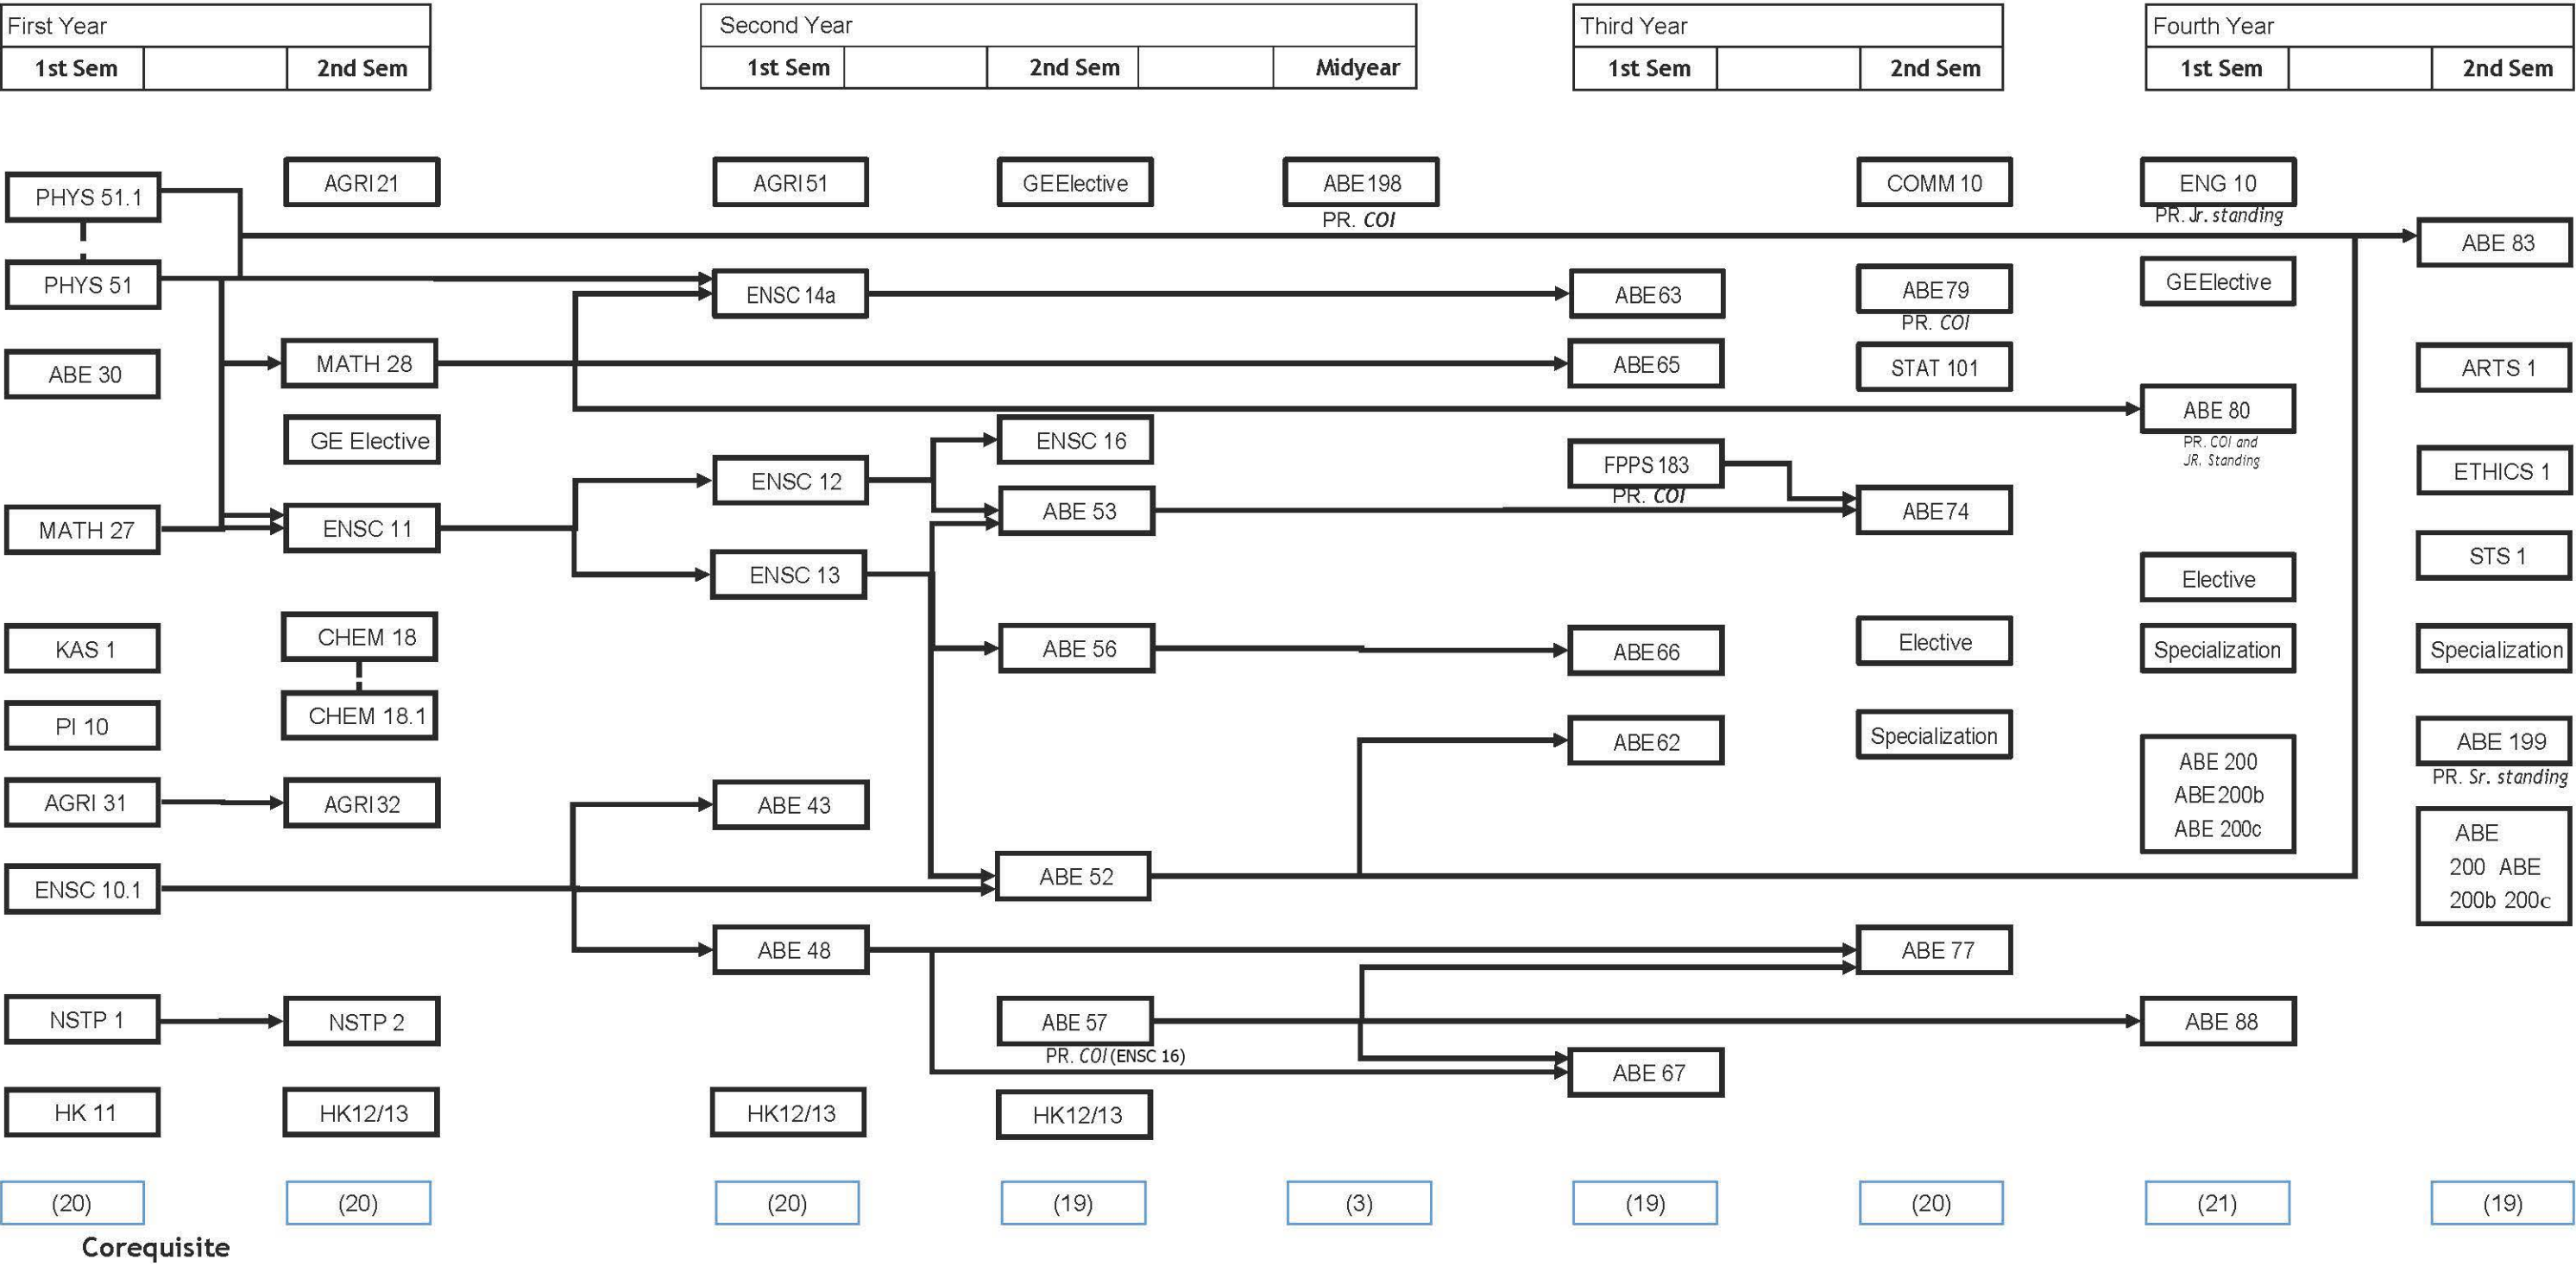 First Year
1st Sem
2nd Sem
Second Year
1st Sem
2nd Sem
Midyear
Third Year
1st Sem
2nd Sem
Fourth Year
1st Sem
2nd Sem
PHYS 51.1
PHYS 51
ABE 30
MATH 27
KAS 1
PI 10
AGRI 31
ENSC 10.1
NSTP 1
HK 11
(20)
AGRI 21
MATH 28
GE Elective
ENSC 11
CHEM 18
CHEM 18.1
AGRI 32
NSTP 2
HK12/13
(20)
AGRI 51
ENSC 14a
ENSC 12
ENSC 13
ABE 43
ABE 48
HK12/13
(20)
GEElective
ENSC 16
ABE 53
ABE 56
ABE 52
ABE 57
PR. COI (ENSC 16)
HK12/13
(19)
ABE 198
PR. COI
(3)
ABE 63
ABE 65
FPPS 183
PR. COI
ABE 66
ABE 62
ABE 67
(19)
COMM 10
ABE 79
PR. COI
STAT 101
ABE 74
Elective
Specialization
ABE 77
(20)
ENG 10
PR. Jr. standing
GEElective
ABE 80
PR. COI and
JR. Standing
Elective
Specialization
ABE 200
ABE 200b
ABE 200c
ABE 88
(21)
ABE 83
ARTS 1
ETHICS 1
STS 1
Specialization
ABE 199
PR. Sr. standing
ABE
200 ABE
200b 200c
(19)
Corequisite